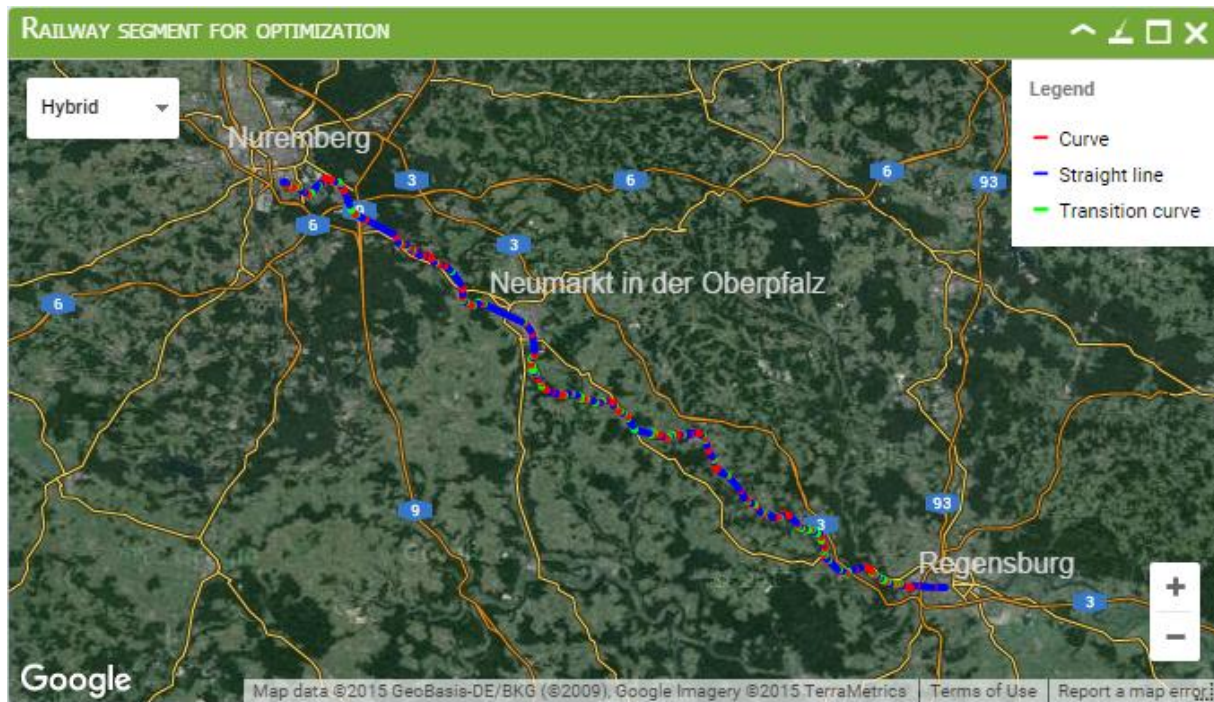 RAILWAY SEGMENT FOR OPTIMIZATION
Hybrid
Legend
Curve
Straight line
Transition curve
Nuremberg
3
6
6
93
9
6
3
Neumarkt in der Oberpfalz
6
9
93
3
Regensburg
3
+
−
Google
Map data ©2015 GeoBasis-DE/BKG (©2009), Google Imagery ©2015 TerraMetrics
Terms of Use
Report a map error